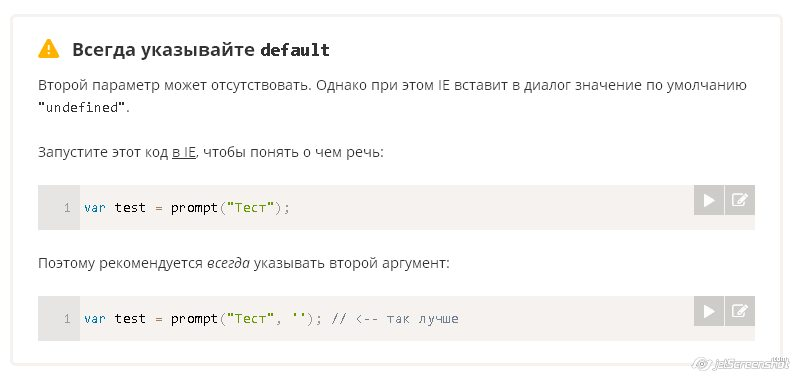 Всегда указывайте default
Второй параметр может отсутствовать. Однако при этом IE вставит в диалог значение по умолчанию
"undefined".
Запустите этот код в IE, чтобы понять о чем речь:
1 var test = prompt("Тест");
Поэтому рекомендуется всегда указывать второй аргумент:
1 var test = prompt("Тест", ''); // <-- так лучше
jetScreenshot
.com